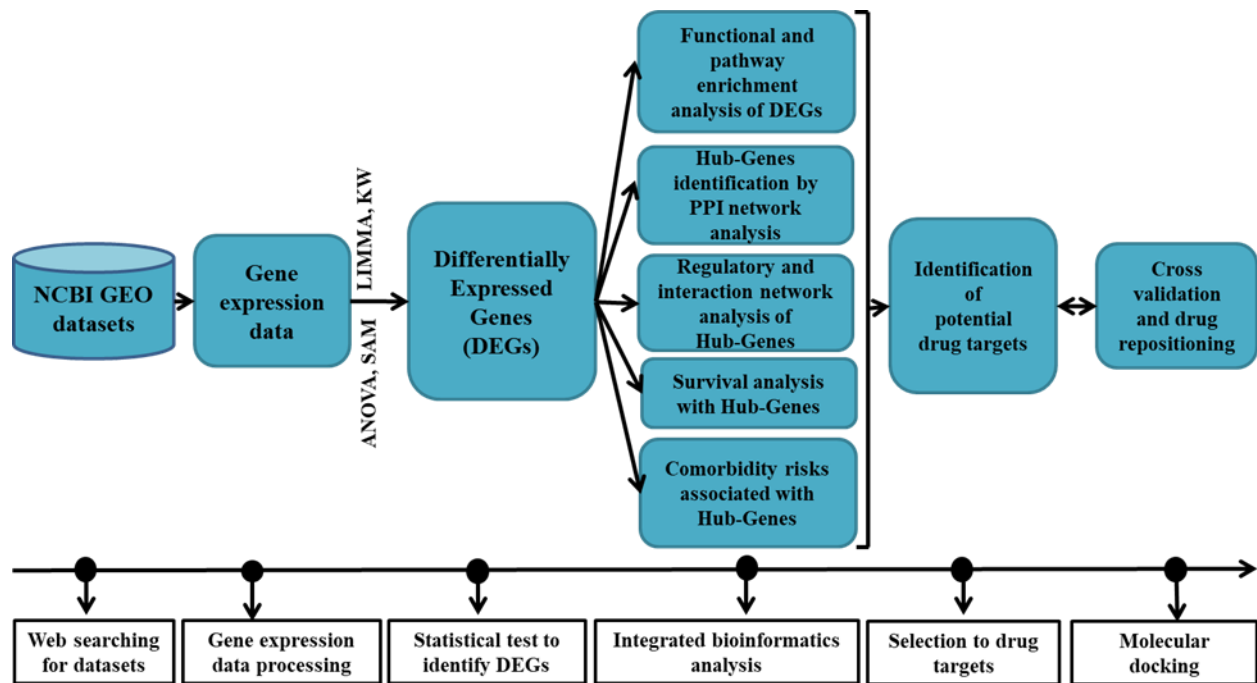 NCBI GEO
datasets
Gene
expression
data
LIMMA, KW
ANOVA, SAM
Differentially
Expressed
Genes
(DEGs)
Functional and
pathway
enrichment
analysis of DEGs
Hub-Genes
identification by
PPI network
analysis
Regulatory and
interaction network
analysis of
Hub-Genes
Survival analysis
with Hub-Genes
Comorbidity risks
associated with
Hub-Genes
Identification
of
potential
drug targets
Cross
validation
and drug
repositioning
Web searching
for datasets
Gene expression
data processing
Statistical test to
identify DEGs
Integrated bioinformatics
analysis
Selection to drug
targets
Molecular
docking